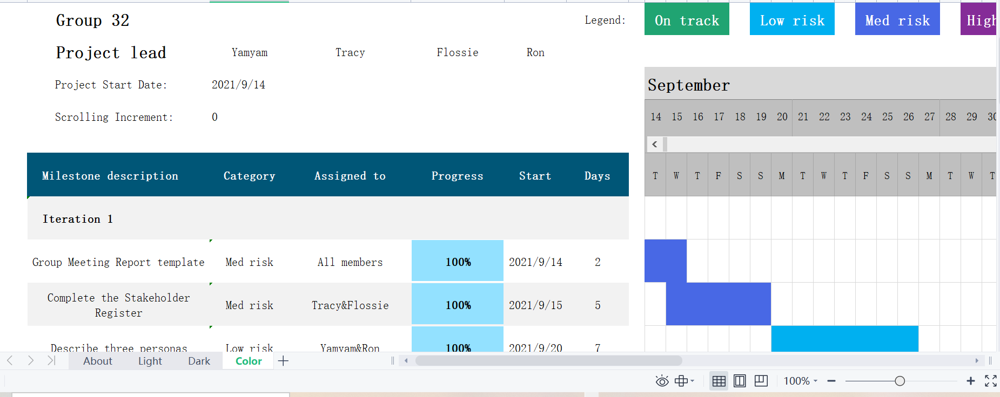 Group 32 Legend: On track Low risk Med risk High
Project lead Yamyam Tracy Flossie Ron
Project Start Date: 2021/9/14 September
Scrolling Increment: 0 14 15 16 17 18 19 20 21 22 23 24 25 26 27 28 29 30
Milestone description Category Assigned to Progress Start Days T W T F S S M T W T F S S M T W T
Iteration 1
Group Meeting Report template Med risk All members 100% 2021/9/14 2
Complete the Stakeholder
Register Med risk Tracy&Flossie 100% 2021/9/15 5
Describe three personas Low risk Yamyam&Ron 100% 2021/9/20 7
About Light Dark Color
100%